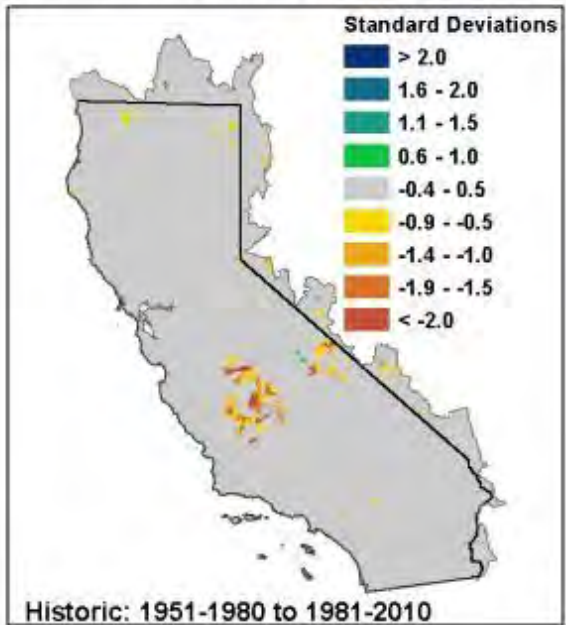 Standard Deviations
> 2.0
1.6 - 2.0
1.1 - 1.5
0.6 - 1.0
-0.4 - 0.5
-0.9 - -0.5
-1.4 - -1.0
-1.9 - -1.5
< -2.0
Historic: 1951-1980 to 1981-2010